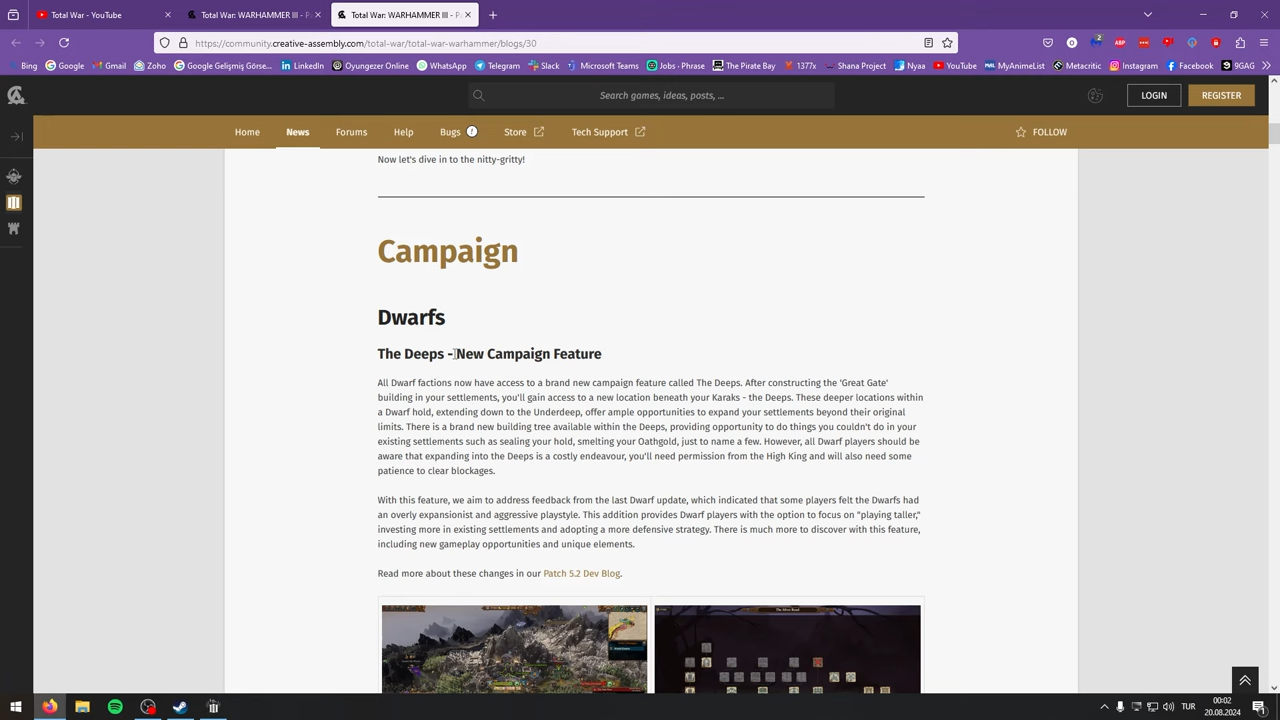 Total War - YouTube
Total War: WARHAMMER III - Pa
Total War: WARHAMMER III - Pa
https://community.creative-assembly.com/total-war/total-war-warhammer/blogs/30
Bing Google Gmail Zoho Google Gelişmiş Görse... LinkedIn Oyungezer Online WhatsApp Telegram Slack Microsoft Teams Jobs · Phrase The Pirate Bay 1377x Shana Project Nyaa YouTube MyAnimeList Metacritic Instagram Facebook 9GAG
Search games, ideas, posts, ...
LOGIN
REGISTER
Home News Forums Help Bugs Store Tech Support
FOLLOW
Now let's dive in to the nitty-gritty!
Campaign
Dwarfs
The Deeps - New Campaign Feature
All Dwarf factions now have access to a brand new campaign feature called The Deeps. After constructing the 'Great Gate'
building in your settlements, you'll gain access to a new location beneath your Karaks - the Deeps. These deeper locations within
a Dwarf hold, extending down to the Underdeep, offer ample opportunities to expand your settlements beyond their original
limits. There is a brand new building tree available within the Deeps, providing opportunity to do things you couldn't do in your
existing settlements such as sealing your hold, smelting your Oathgold, just to name a few. However, all Dwarf players should be
aware that expanding into the Deeps is a costly endeavour, you'll need permission from the High King and will also need some
patience to clear blockages.
With this feature, we aim to address feedback from the last Dwarf update, which indicated that some players felt the Dwarfs had
an overly expansionist and aggressive playstyle. This addition provides Dwarf players with the option to focus on "playing taller,"
investing more in existing settlements and adopting a more defensive strategy. There is much more to discover with this feature,
including new gameplay opportunities and unique elements.
Read more about these changes in our Patch 5.2 Dev Blog.
The Silver Road
TUR
00:02
20.08.2024